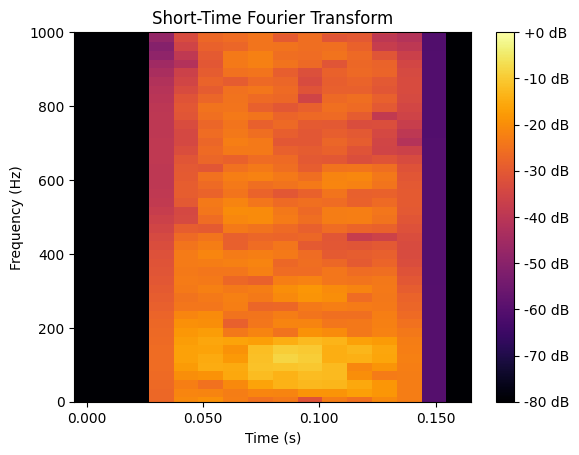 Short-Time Fourier Transform
1000
800
600
400
200
0
Frequency (Hz)
0.000
0.050
0.100
0.150
Time (s)
+0 dB
-10 dB
-20 dB
-30 dB
-40 dB
-50 dB
-60 dB
-70 dB
-80 dB